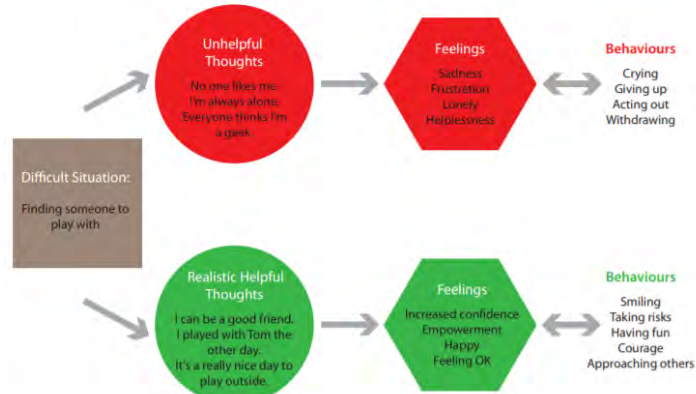 Unhelpful
Thoughts
No one likes me.
I'm always alone.
Everyone thinks I'm
a geek
Feelings
Sadness
Frustration
Lonely
Helplessness
Behaviours
Crying
Giving up
Acting out
Withdrawing
Difficult Situation:
Finding someone to
play with
Realistic Helpful
Thoughts
I can be a good friend.
I played with Tom the
other day.
It's a really nice day to
play outside.
Feelings
Increased confidence
Empowerment
Happy
Feeling OK
Behaviours
Smiling
Taking risks
Having fun
Courage
Approaching others